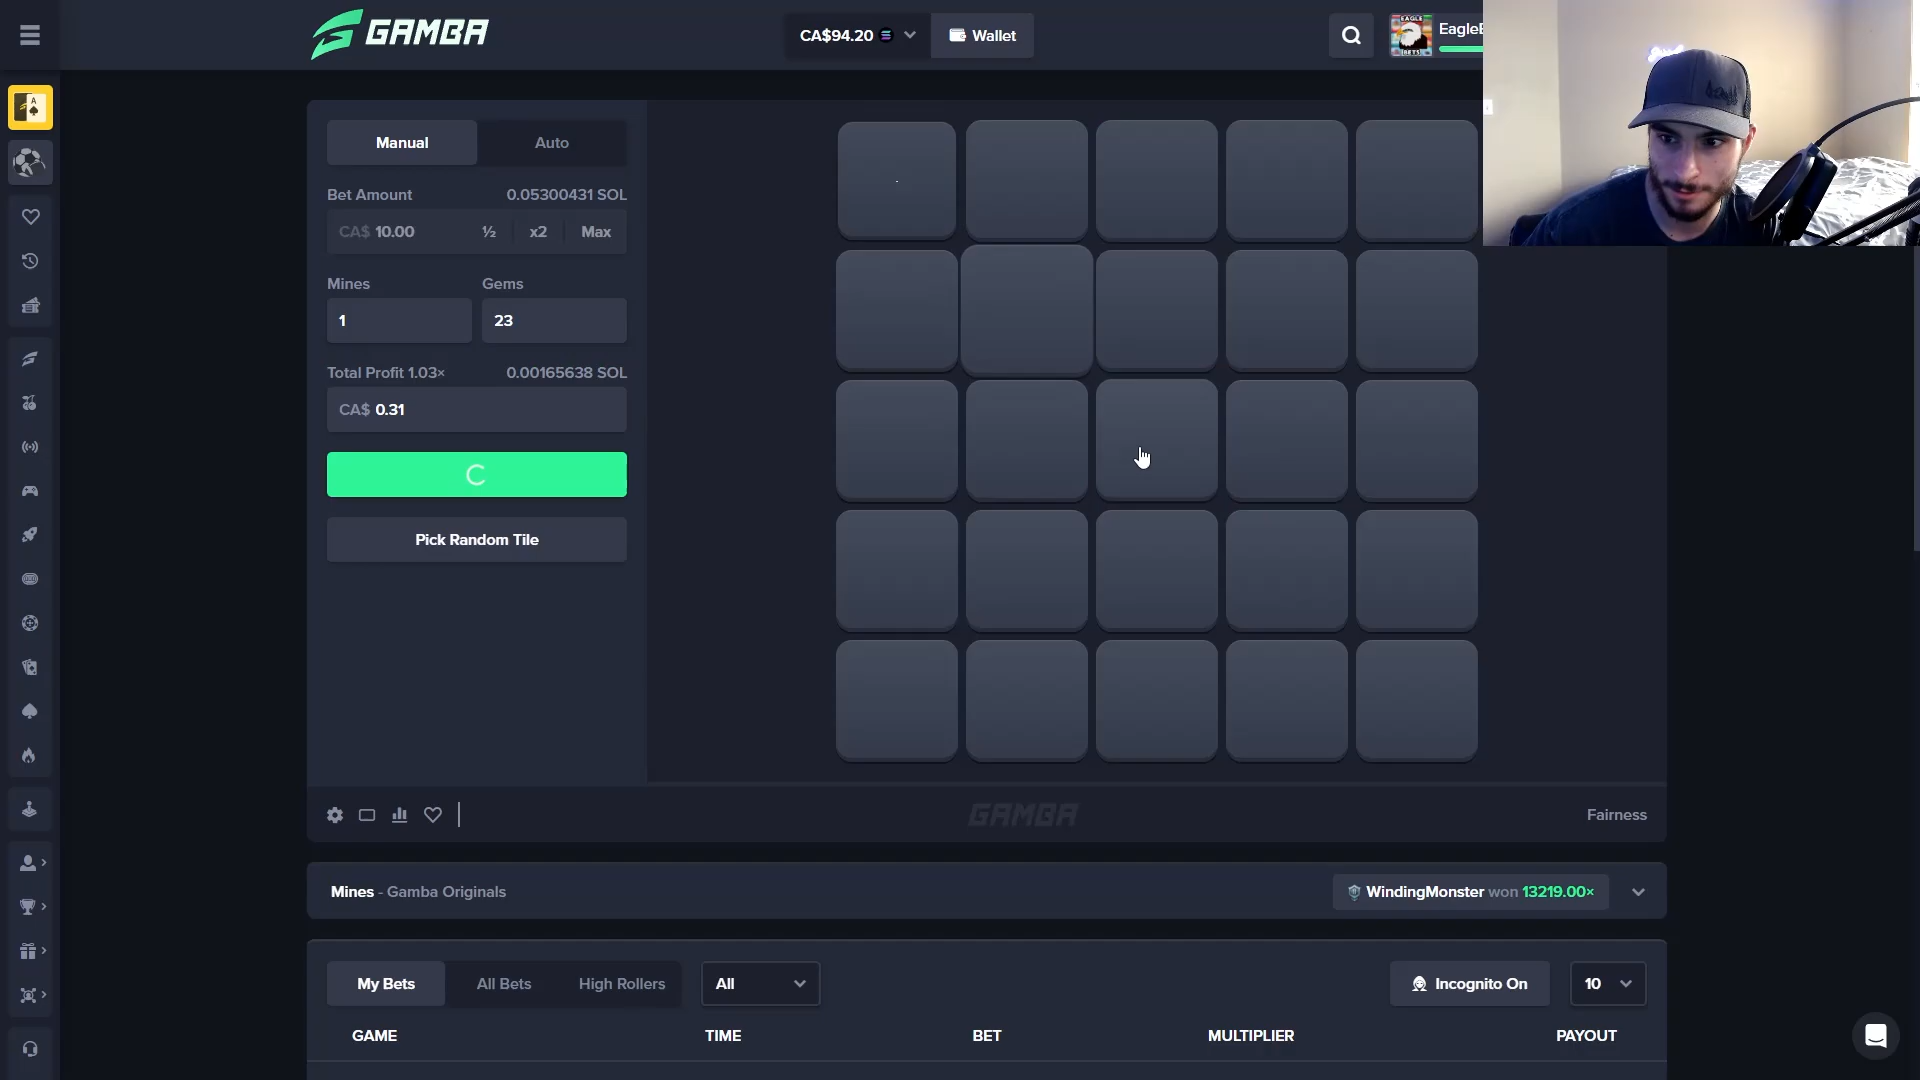 GAMBA
CA$94.20
Wallet
EAGLE
BETS
A
Manual
Auto
Bet Amount
0.05300431 SOL
CA$ 10.00
½
x2
Max
Mines
Gems
1
23
Total Profit 1.03×
0.00165638 SOL
CA$ 0.31
Pick Random Tile
GAMBA
Fairness
Mines - Gamba Originals
WindingMonster won 13219.00×
My Bets
All Bets
High Rollers
All
Incognito On
10
GAME
TIME
BET
MULTIPLIER
PAYOUT